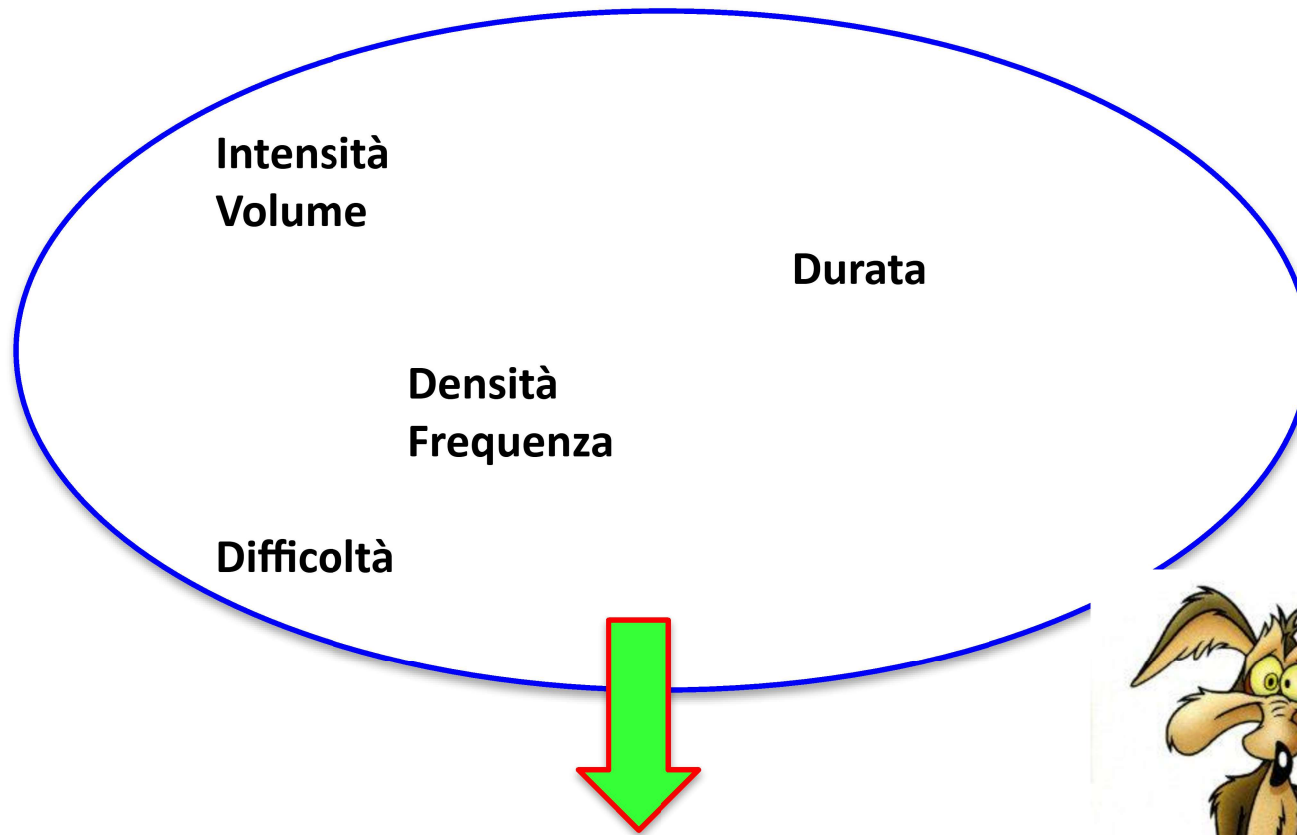 Intensità
Volume
Durata
Densità
Frequenza
Difficoltà